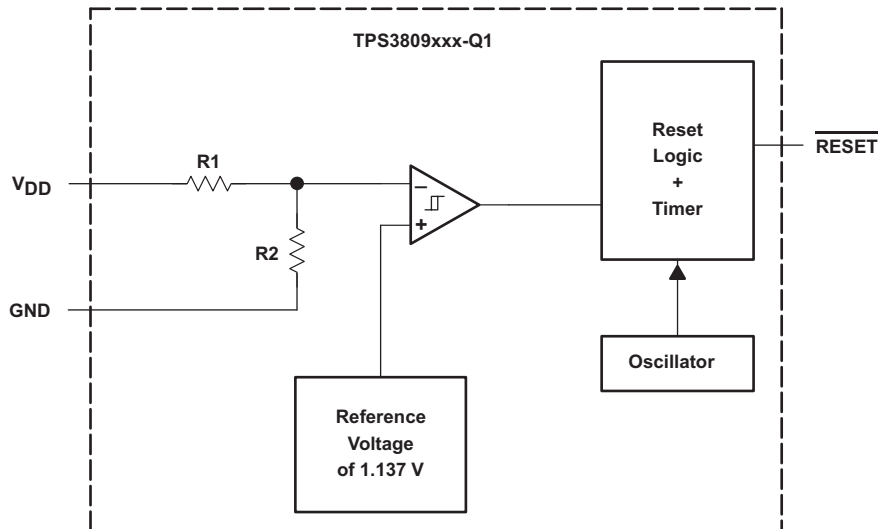 TPS3809xxx-Q1
R1
VDD
R2
GND
−
+
Reset
Logic
+
Timer
RESET
Oscillator
Reference
Voltage
of 1.137 V